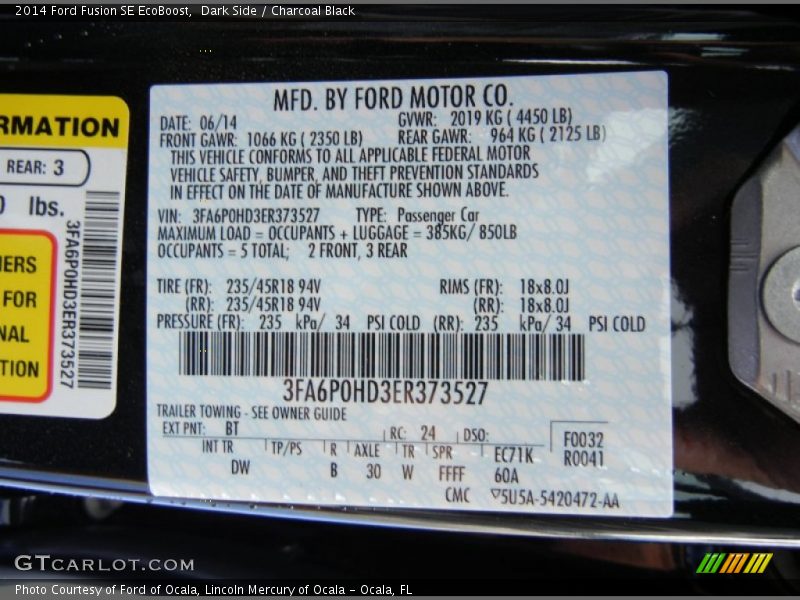 2014 Ford Fusion SE EcoBoost, Dark Side / Charcoal Black
RMATION
REAR: 3
0 lbs.
IERS
FOR
NAL
TION
3FA6P0HD3ER373527
MFD. BY FORD MOTOR CO.
DATE: 06/14 GVWR: 2019 KG ( 4450 LB)
FRONT GAWR: 1066 KG ( 2350 LB) REAR GAWR: 964 KG ( 2125 LB)
THIS VEHICLE CONFORMS TO ALL APPLICABLE FEDERAL MOTOR
VEHICLE SAFETY, BUMPER, AND THEFT PREVENTION STANDARDS
IN EFFECT ON THE DATE OF MANUFACTURE SHOWN ABOVE.
VIN: 3FA6P0HD3ER373527 TYPE: Passenger Car
MAXIMUM LOAD = OCCUPANTS + LUGGAGE = 385KG/ 850LB
OCCUPANTS = 5 TOTAL; 2 FRONT, 3 REAR
TIRE (FR): 235/45R18 94V RIMS (FR): 18x8.0J
(RR): 235/45R18 94V (RR): 18x8.0J
PRESSURE (FR): 235 kPa/ 34 PSI COLD (RR): 235 kPa/ 34 PSI COLD
3FA6P0HD3ER373527
TRAILER TOWING - SEE OWNER GUIDE
EXT PNT: BT RC: 24 DSO: F0032
INT TR TP/PS R AXLE TR SPR EC71K R0041
DW B 30 W FFFF 60A
CMC ▽5U5A-5420472-AA
GTCARLOT.COM
Photo Courtesy of Ford of Ocala, Lincoln Mercury of Ocala – Ocala, FL